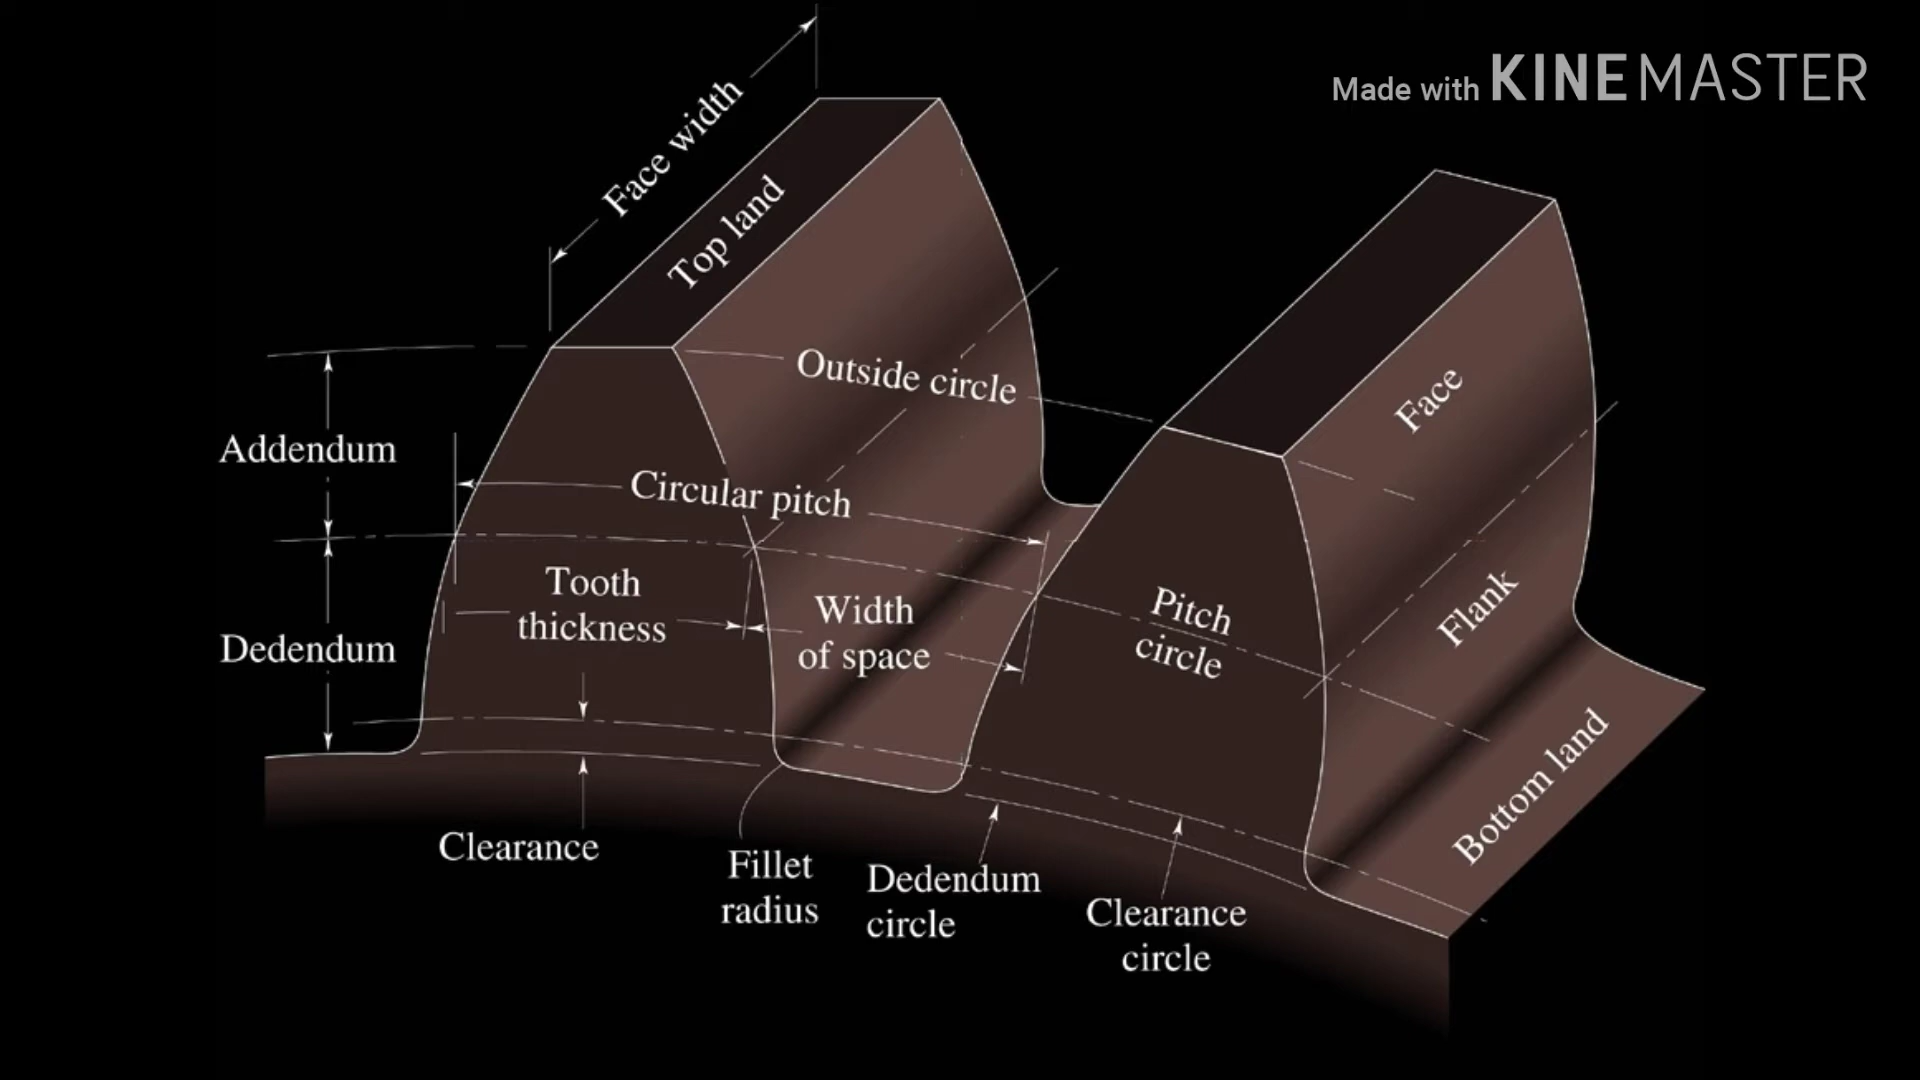 Made with KINEMASTER
Face width
Top land
Outside circle
Face
Addendum
Circular pitch
Tooth
thickness
Width
of space
Pitch
circle
Flank
Dedendum
Bottom land
Clearance
Fillet
radius
Dedendum
circle
Clearance
circle